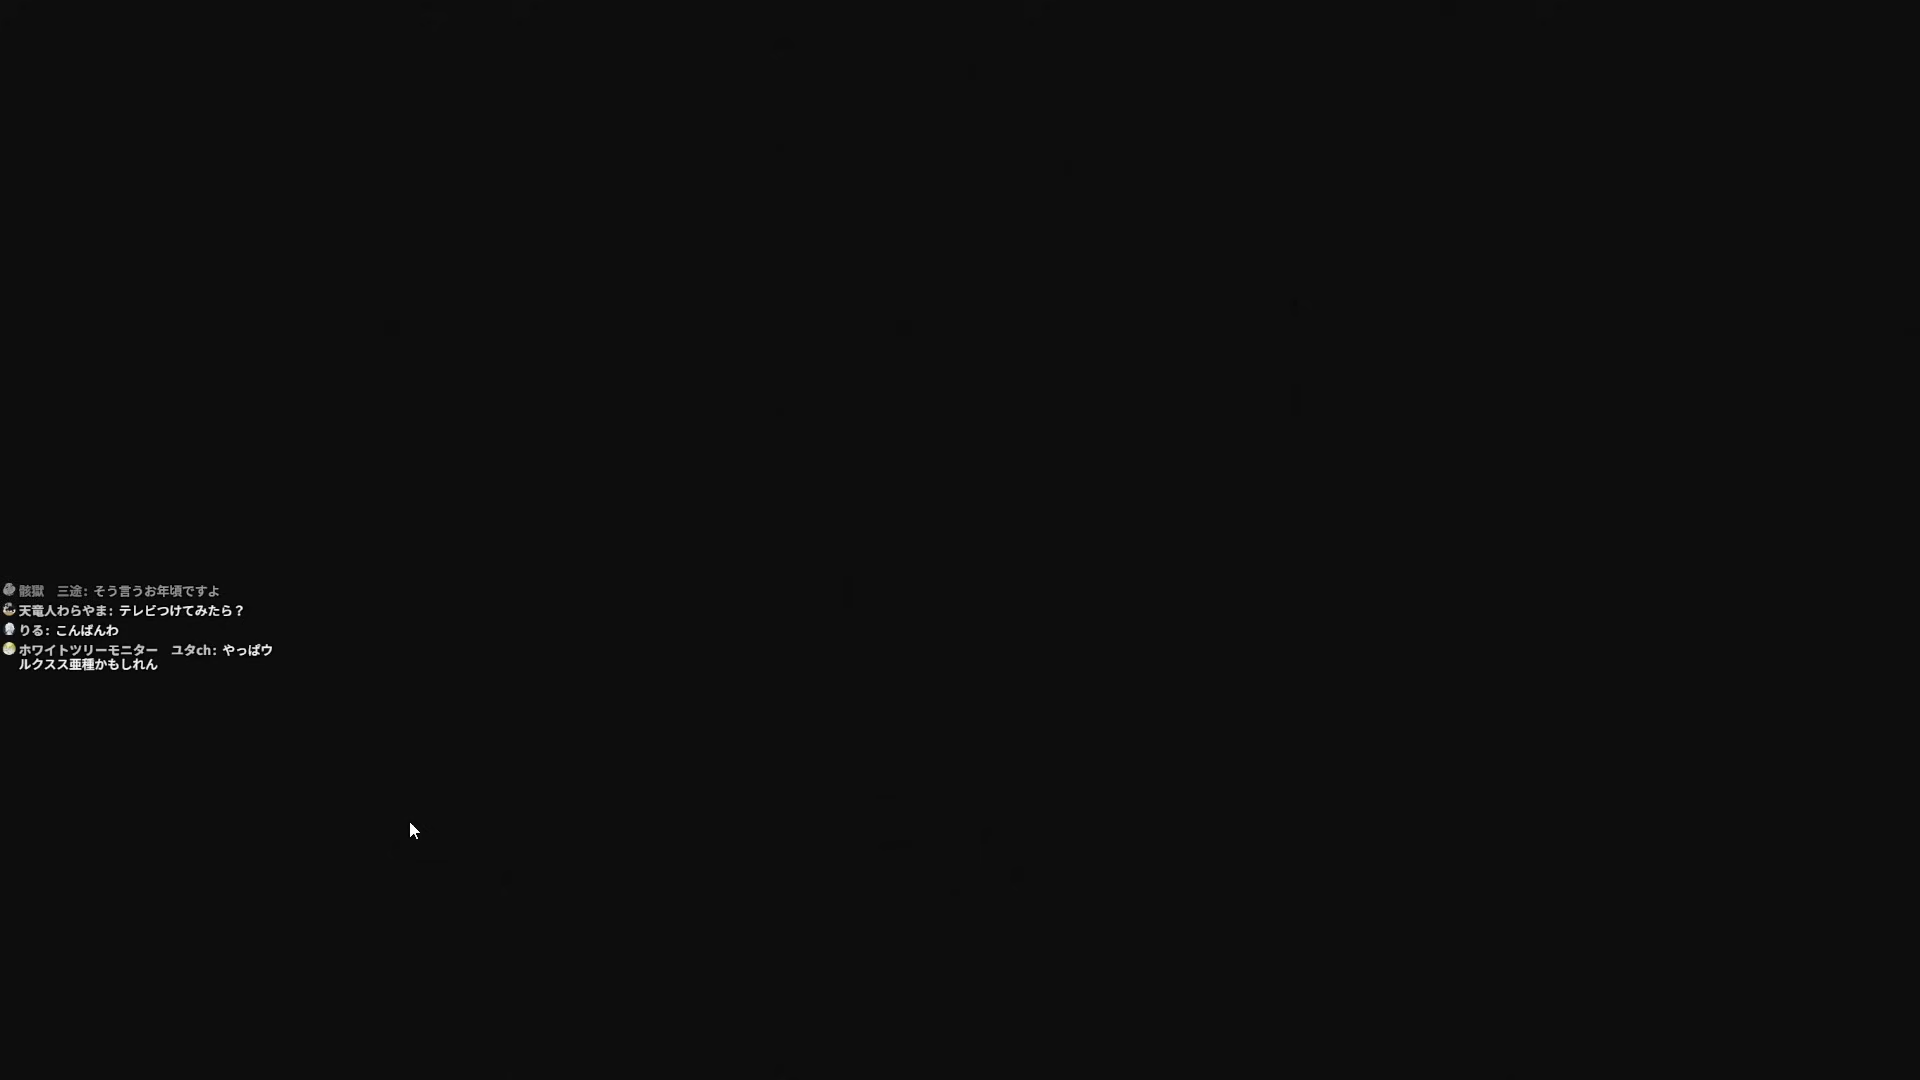 骸獄　三途: そう言うお年頃ですよ
天竜人わらやま: テレビつけてみたら？
りる: こんばんわ
ホワイトツリーモニター　ユタch: やっぱウ
ルクスス亜種かもしれん